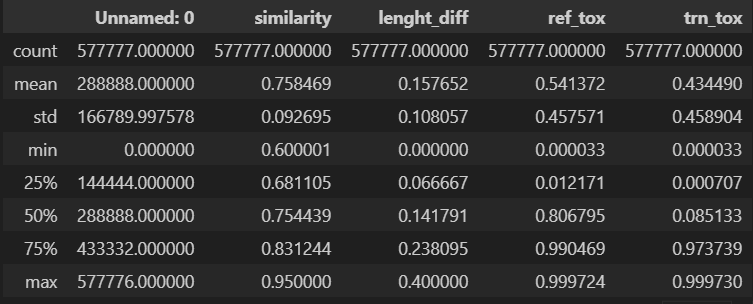 Unnamed: 0 similarity lenght_diff ref_tox trn_tox
count 577777.000000 577777.000000 577777.000000 577777.000000 577777.000000
mean 288888.000000 0.758469 0.157652 0.541372 0.434490
std 166789.997578 0.092695 0.108057 0.457571 0.458904
min 0.000000 0.600001 0.000000 0.000033 0.000033
25% 144444.000000 0.681105 0.066667 0.012171 0.000707
50% 288888.000000 0.754439 0.141791 0.806795 0.085133
75% 433332.000000 0.831244 0.238095 0.990469 0.973739
max 577776.000000 0.950000 0.400000 0.999724 0.999730